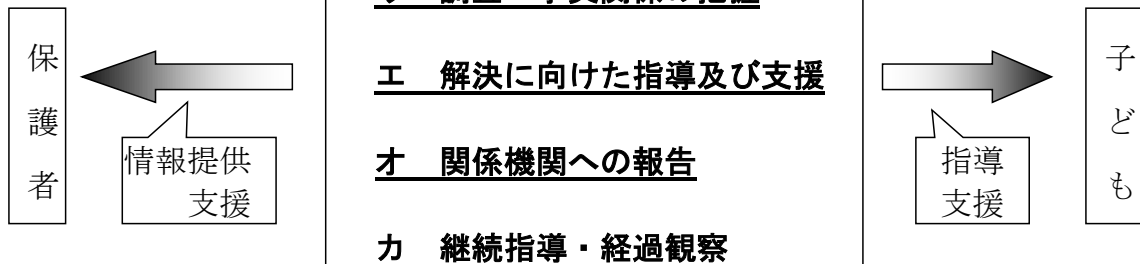 保護者
情報提供
支援
エ 解決に向けた指導及び支援
オ 関係機関への報告
カ 継続指導・経過観察
指導
支援
子ども